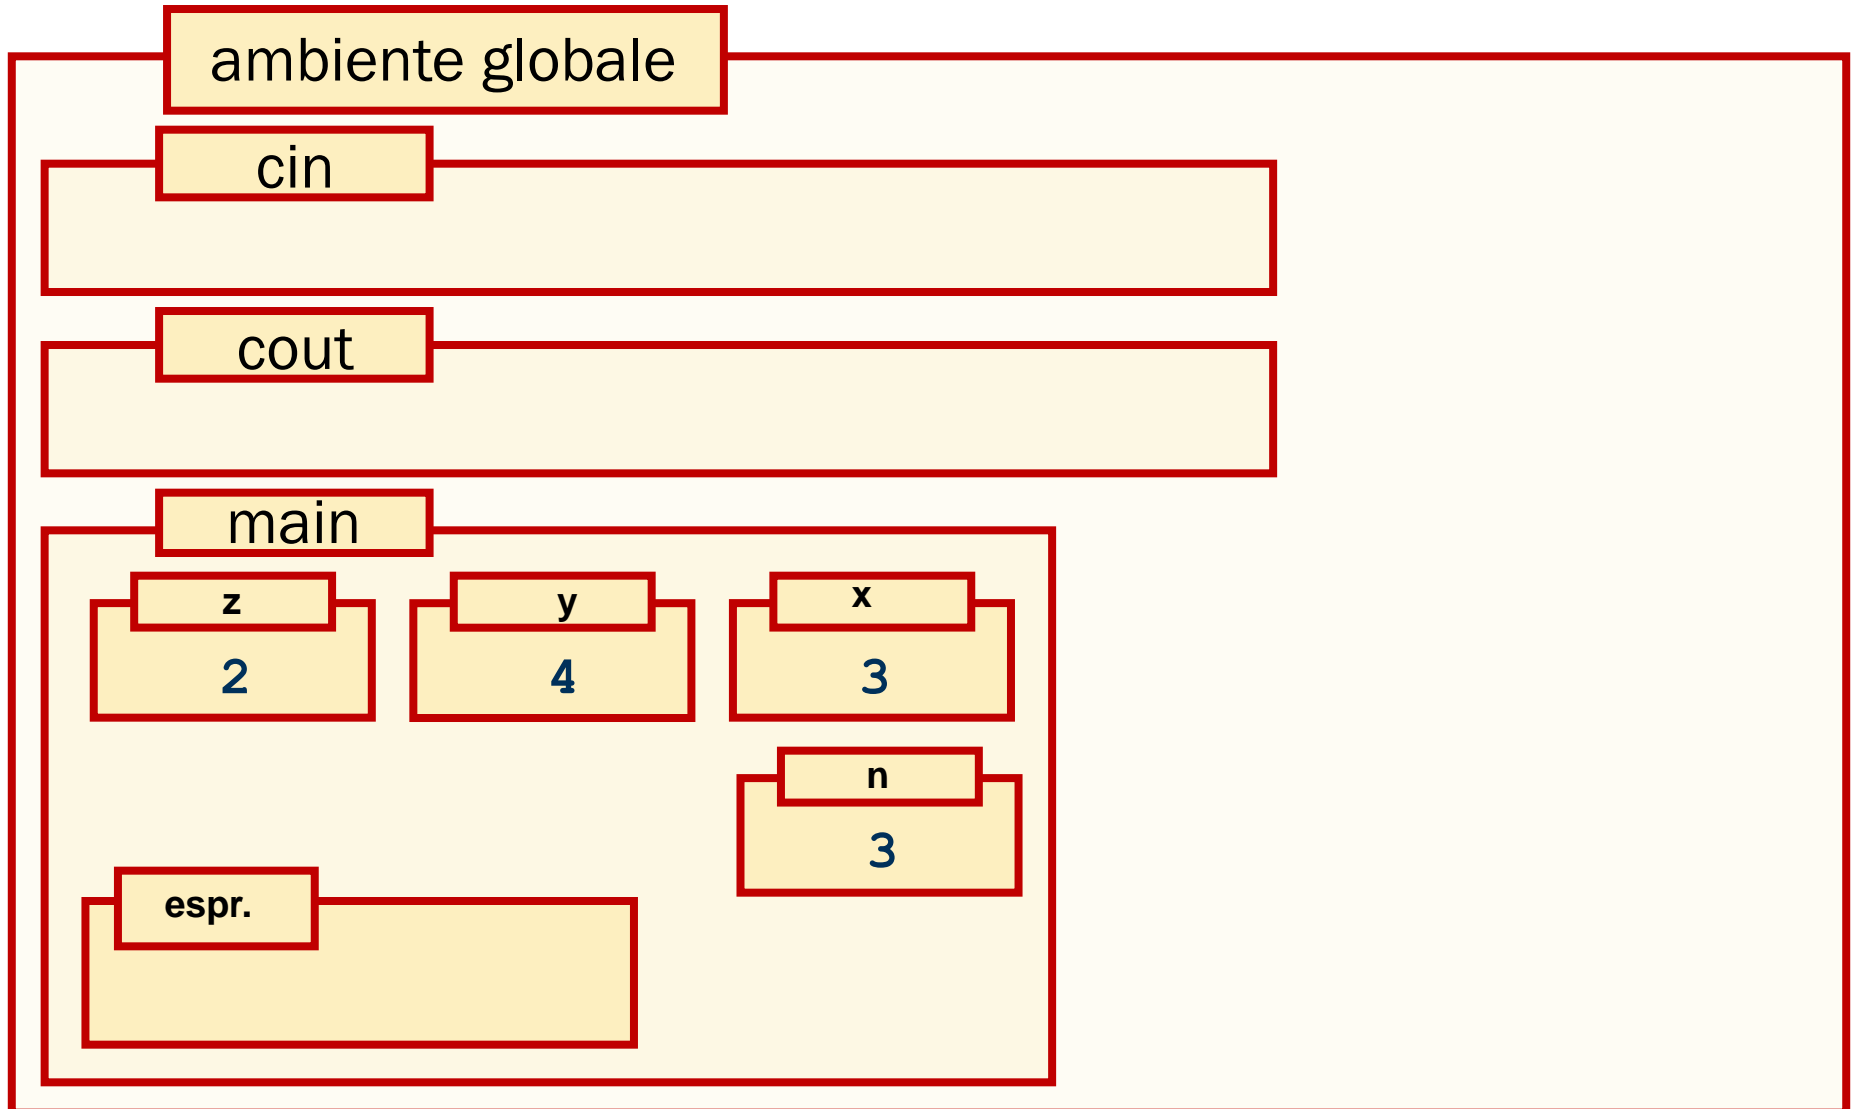 ambiente globale
cin
cout
main
z y x
2 4 3
n
3
espr.